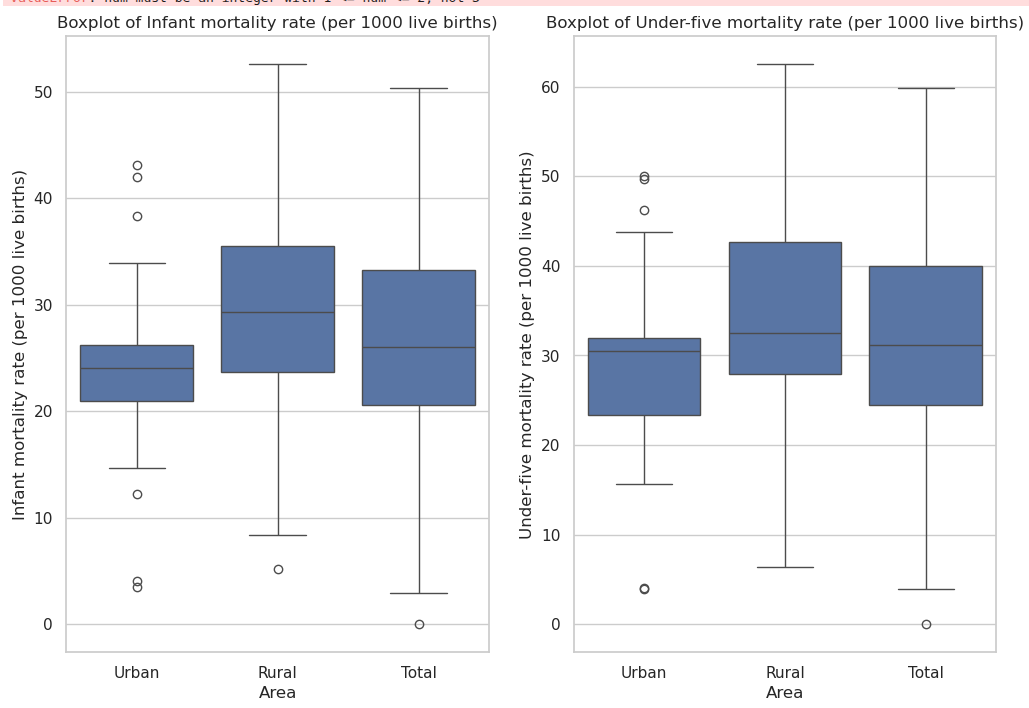 ValueError: num must be an integer with 1 <= num <= 2, not 3
Boxplot of Infant mortality rate (per 1000 live births)
Boxplot of Under-five mortality rate (per 1000 live births)
Infant mortality rate (per 1000 live births)
50
40
30
20
10
0
Urban
Rural
Total
Area
Under-five mortality rate (per 1000 live births)
60
50
40
30
20
10
0
Urban
Rural
Total
Area